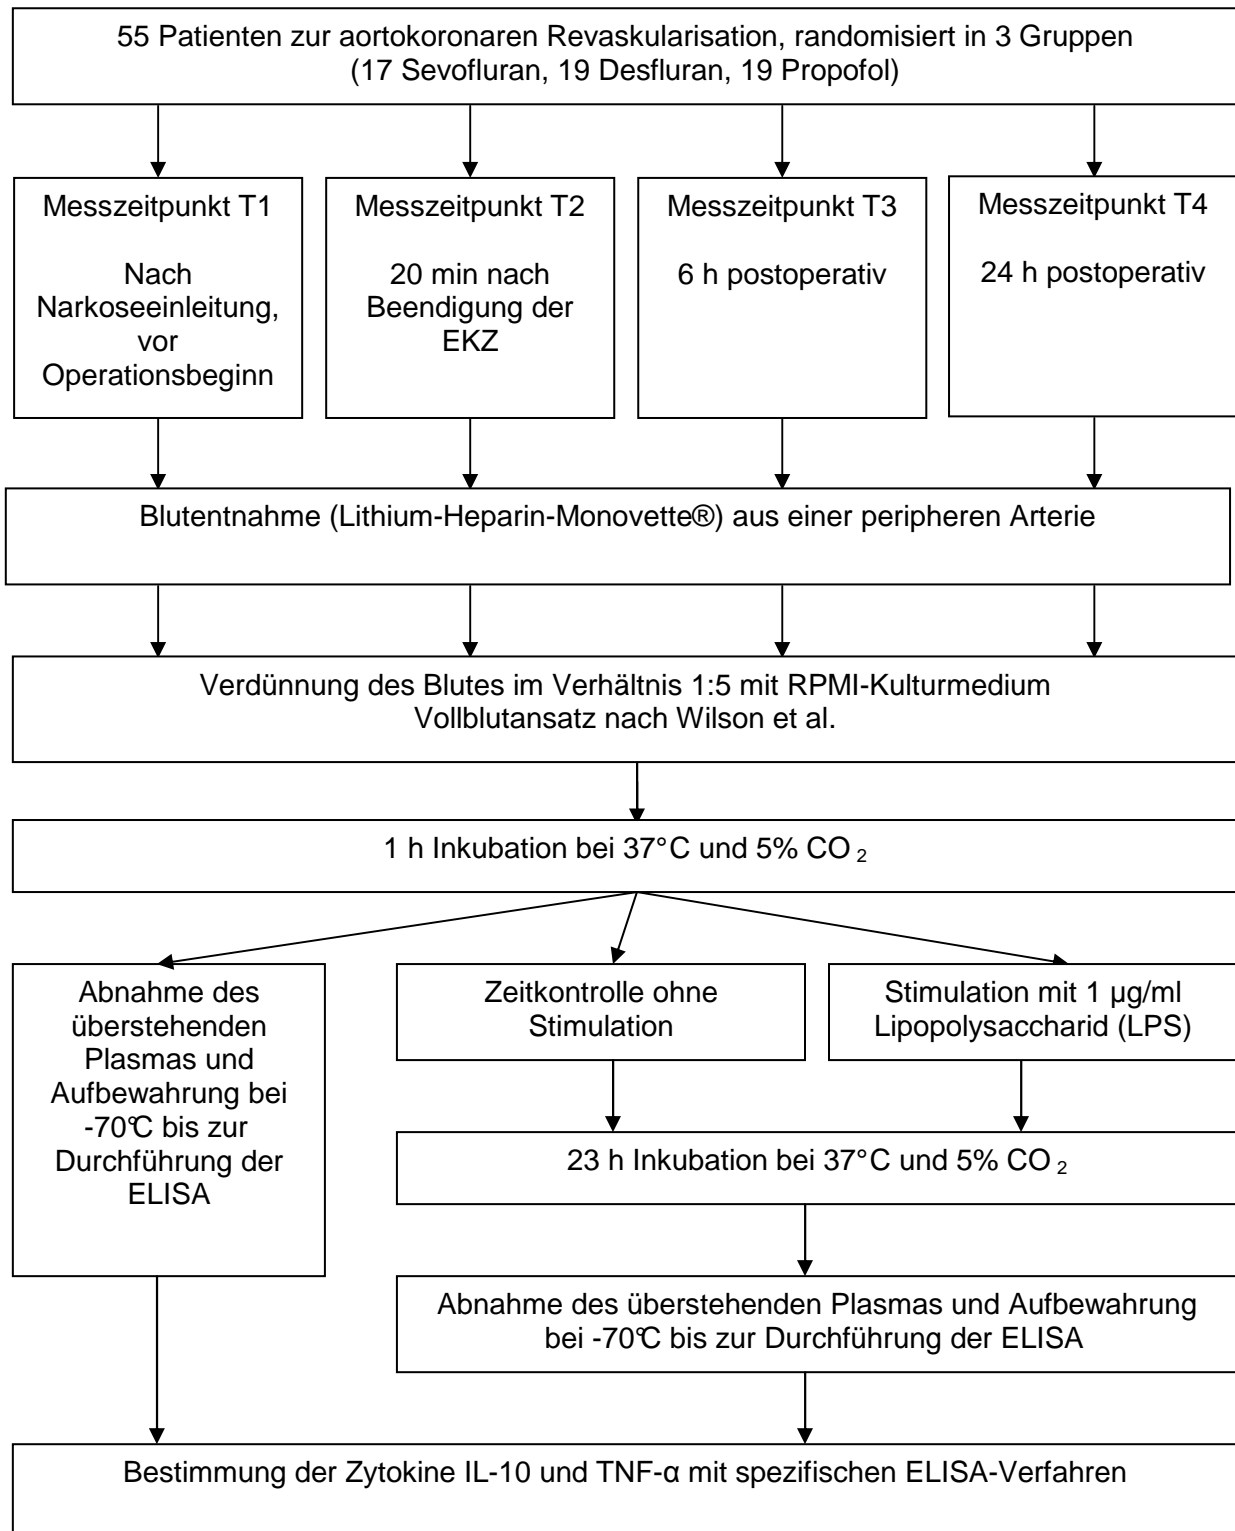 55 Patienten zur aortokoronaren Revaskularisation, randomisiert in 3 Gruppen
(17 Sevofluran, 19 Desfluran, 19 Propofol)
Messzeitpunkt T1
Nach
Narkoseeinleitung,
vor
Operationsbeginn
Messzeitpunkt T2
20 min nach
Beendigung der
EKZ
Messzeitpunkt T3
6 h postoperativ
Messzeitpunkt T4
24 h postoperativ
Blutentnahme (Lithium-Heparin-Monovette®) aus einer peripheren Arterie
Verdünnung des Blutes im Verhältnis 1:5 mit RPMI-Kulturmedium
Vollblutansatz nach Wilson et al.
1 h Inkubation bei 37°C und 5% CO₂
Abnahme des
überstehenden
Plasmas und
Aufbewahrung bei
-70°C bis zur
Durchführung der
ELISA
Zeitkontrolle ohne
Stimulation
Stimulation mit 1 µg/ml
Lipopolysaccharid (LPS)
23 h Inkubation bei 37°C und 5% CO₂
Abnahme des überstehenden Plasmas und Aufbewahrung
bei -70°C bis zur Durchführung der ELISA
Bestimmung der Zytokine IL-10 und TNF-α mit spezifischen ELISA-Verfahren